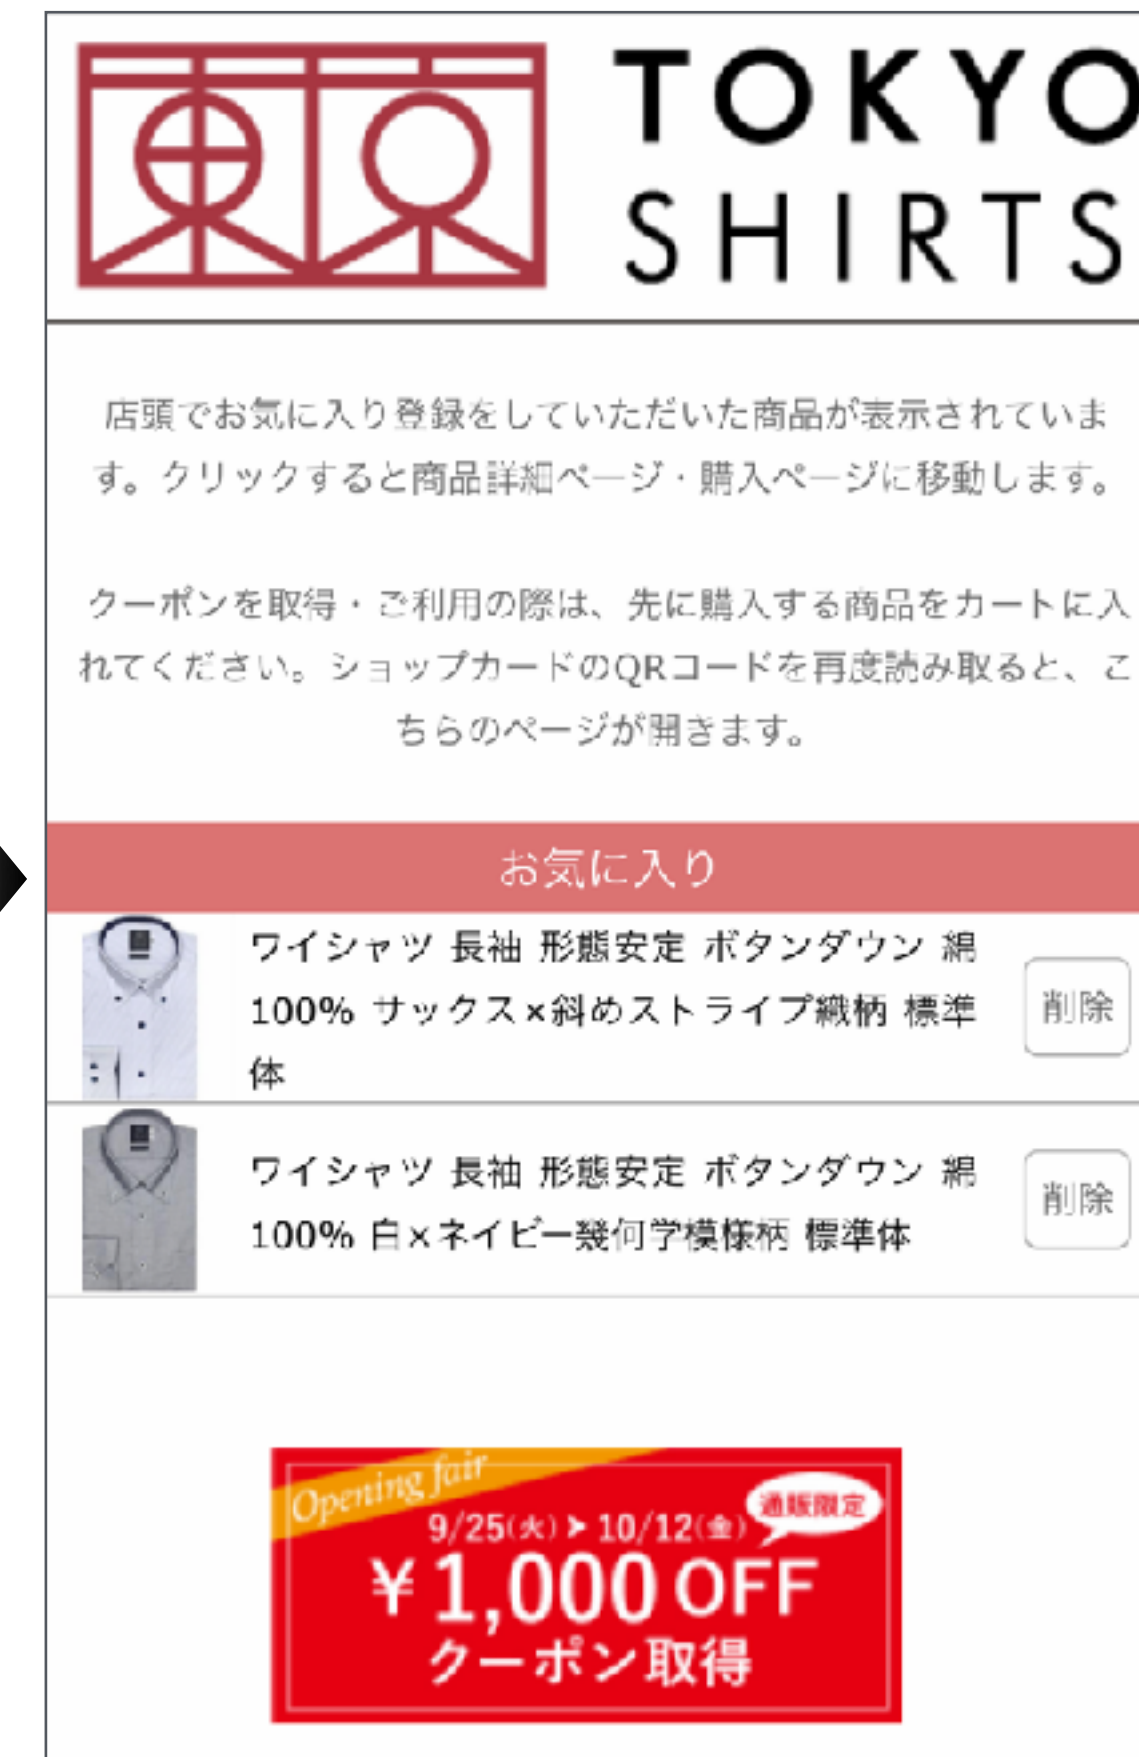 東京
TOKYO
SHIRTS
店頭でお気に入り登録をしていただいた商品が表示されていま
す。クリックすると商品詳細ページ・購入ページに移動します。
クーポンを取得・ご利用の際は、先に購入する商品をカートに入
れてください。ショップカードのQRコードを再度読み取ると、こ
ちらのページが開きます。
お気に入り
ワイシャツ 長袖 形態安定 ボタンダウン 綿
100% サックス×斜めストライプ織柄 標準
体
削除
ワイシャツ 長袖 形態安定 ボタンダウン 綿
100% 白×ネイビー幾何学模様柄 標準体
削除
Opening fair
通販限定
9/25(火)➤10/12(金)
¥1,000 OFF
クーポン取得